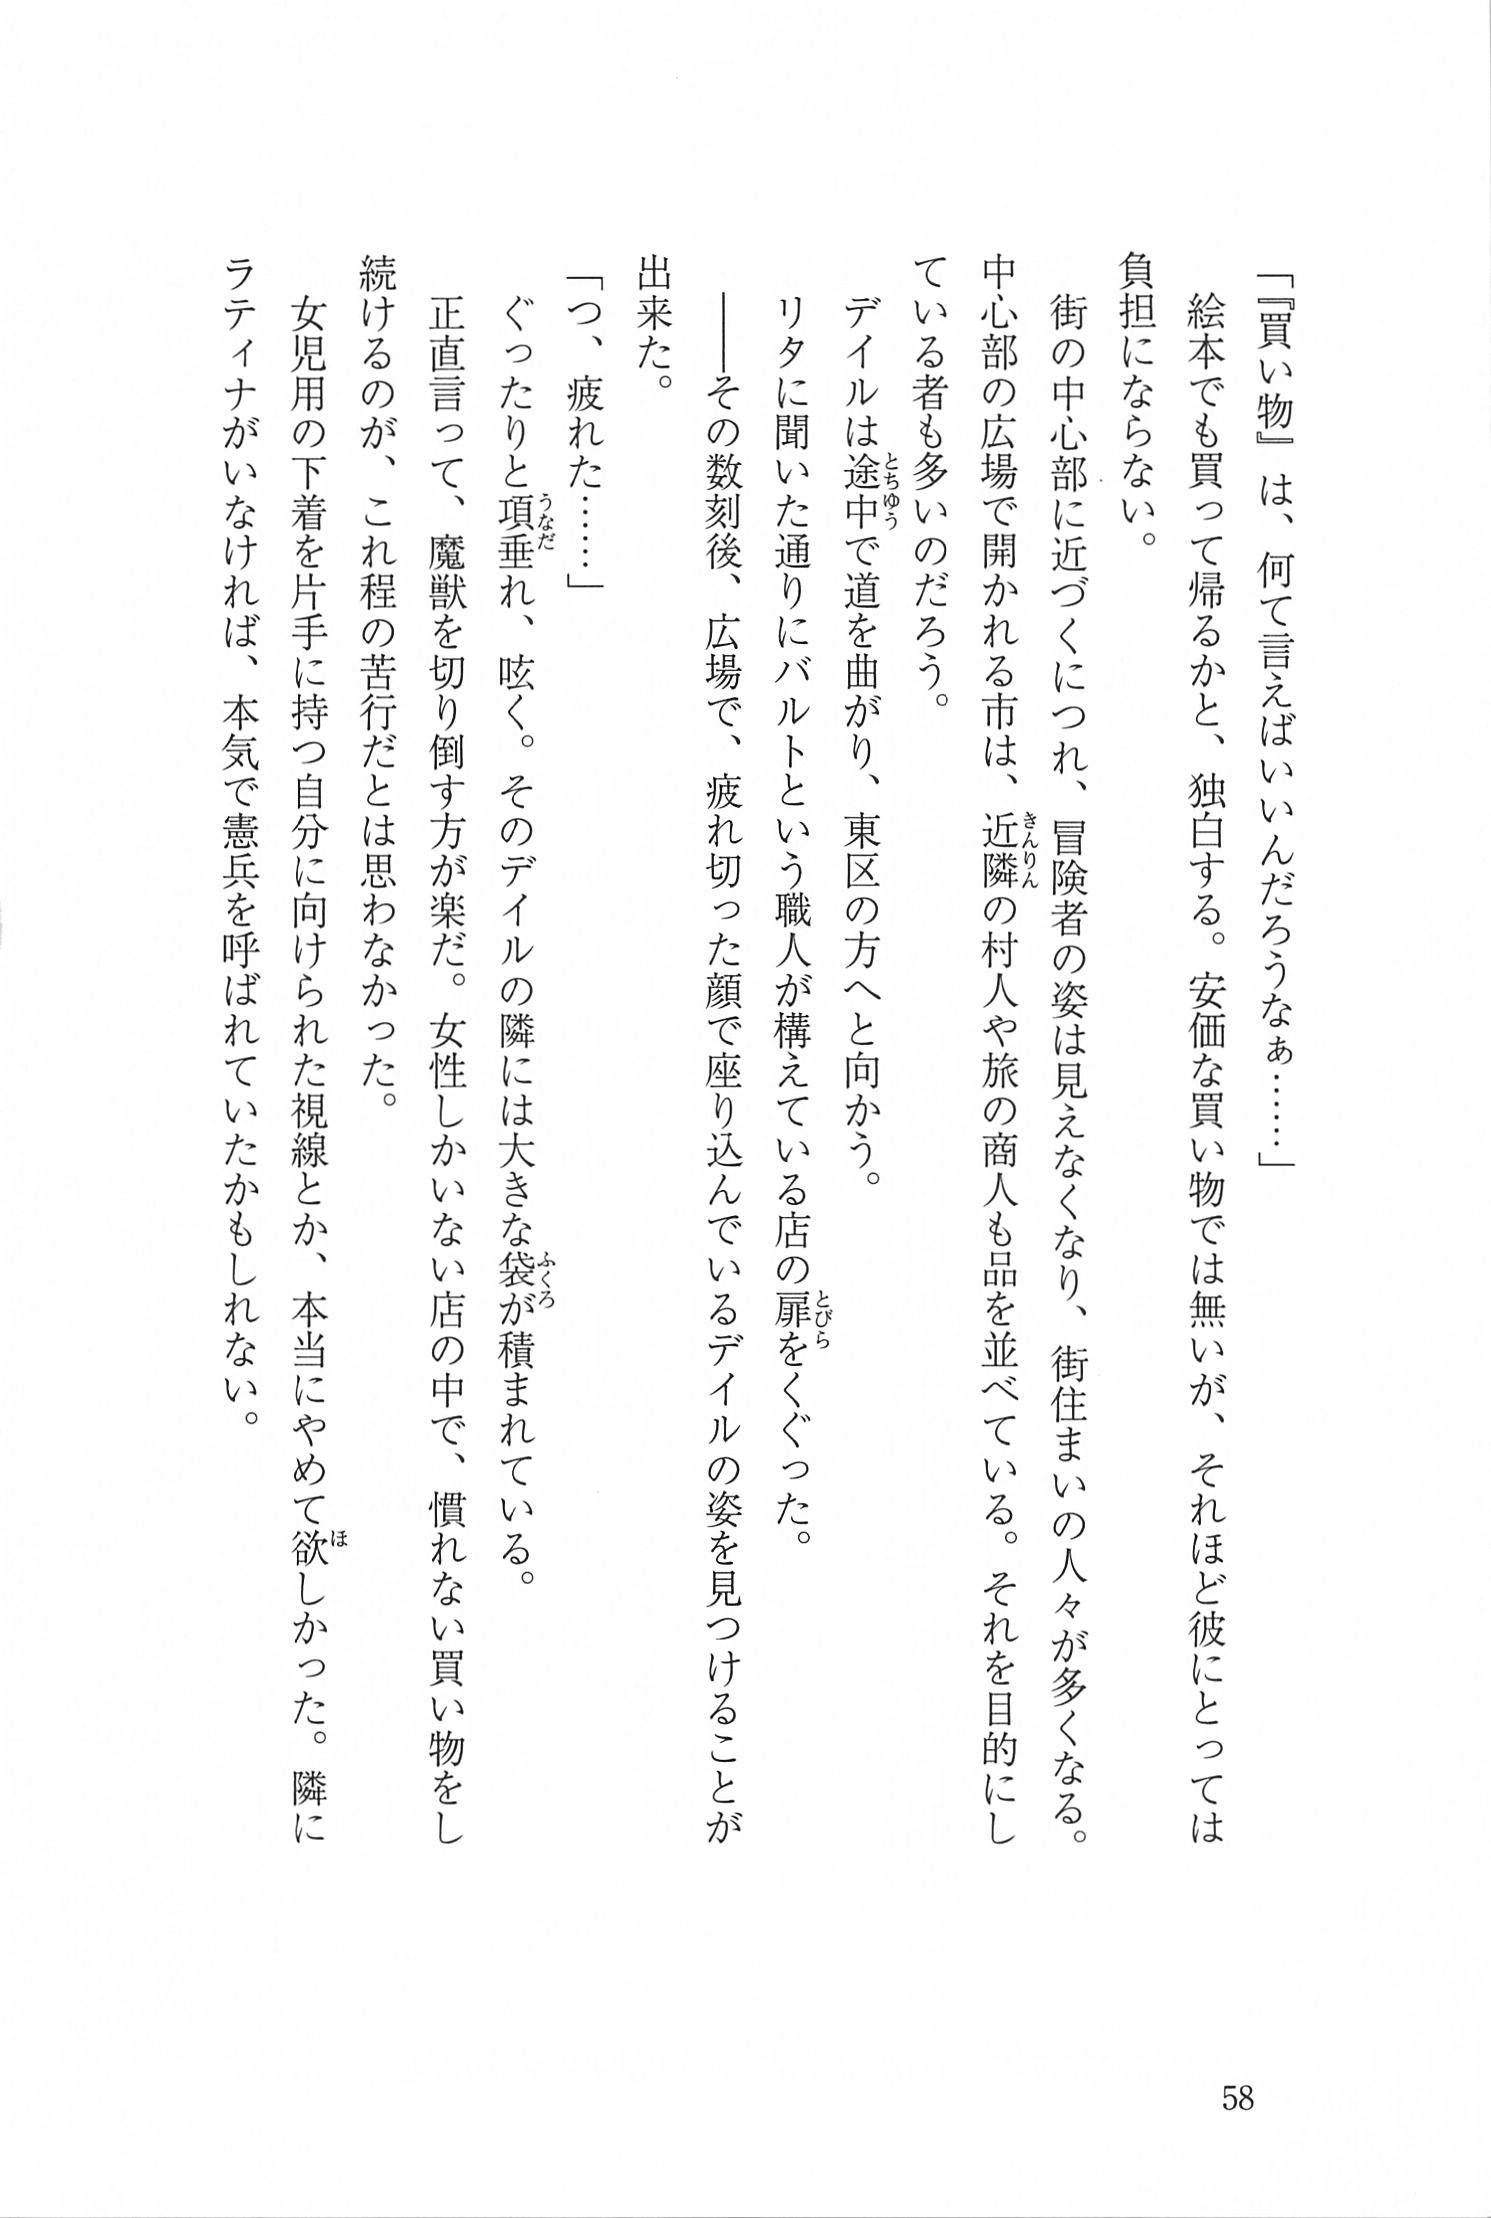 「『買い物』は、何て言えばいいんだろうなぁ……」
絵本でも買って帰るかと、独白する。安価な買い物では無いが、それほど彼にとっては
負担にならない。
街の中心部に近づくにつれ、冒険者の姿は見えなくなり、街住まいの人々が多くなる。
中心部の広場で開かれる市は、近隣の村人や旅の商人も品を並べている。それを目的にし
ている者も多いのだろう。
デイルは途中で道を曲がり、東区の方へと向かう。
リタに聞いた通りにバルトという職人が構えている店の扉をくぐった。
――その数刻後、広場で、疲れ切った顔で座り込んでいるデイルの姿を見つけることが
出来た。
「つ、疲れた……」
ぐったりと項垂れ、呟く。そのデイルの隣には大きな袋が積まれている。
正直言って、魔獣を切り倒す方が楽だ。女性しかいない店の中で、慣れない買い物をし
続けるのが、これ程の苦行だとは思わなかった。
女児用の下着を片手に持つ自分に向けられた視線とか、本当にやめて欲しかった。隣に
ラティナがいなければ、本気で憲兵を呼ばれていたかもしれない。
58